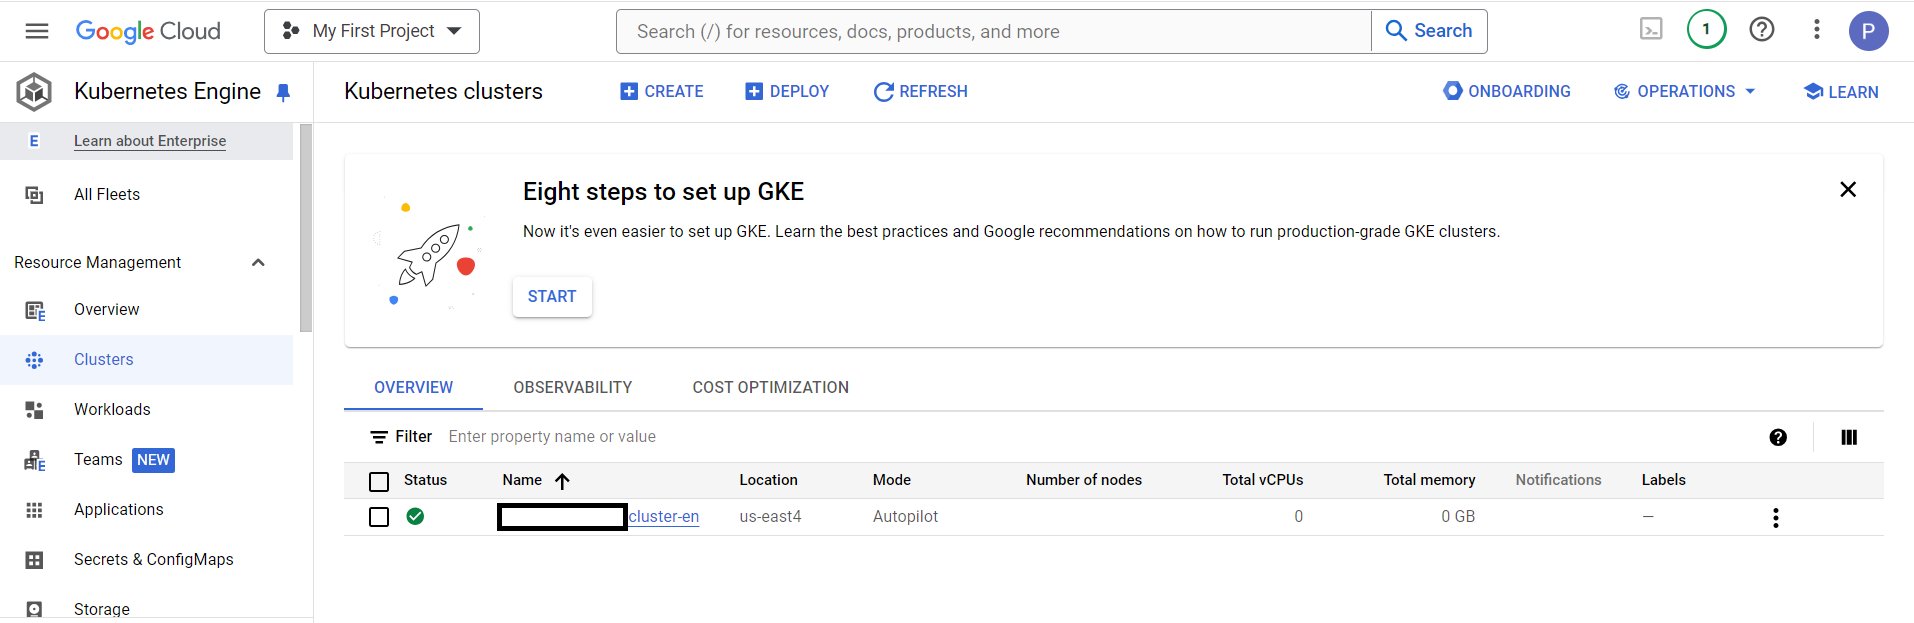 Google Cloud
My First Project
Search (/) for resources, docs, products, and more
Search
1
P
Kubernetes Engine
Kubernetes clusters
CREATE
DEPLOY
REFRESH
ONBOARDING
OPERATIONS
LEARN
E Learn about Enterprise
All Fleets
Resource Management
Overview
Clusters
Workloads
Teams NEW
Applications
Secrets & ConfigMaps
Storage
Eight steps to set up GKE
Now it's even easier to set up GKE. Learn the best practices and Google recommendations on how to run production-grade GKE clusters.
START
OVERVIEW
OBSERVABILITY
COST OPTIMIZATION
Filter Enter property name or value
Status Name Location Mode Number of nodes Total vCPUs Total memory Notifications Labels
cluster-en us-east4 Autopilot 0 0 GB —